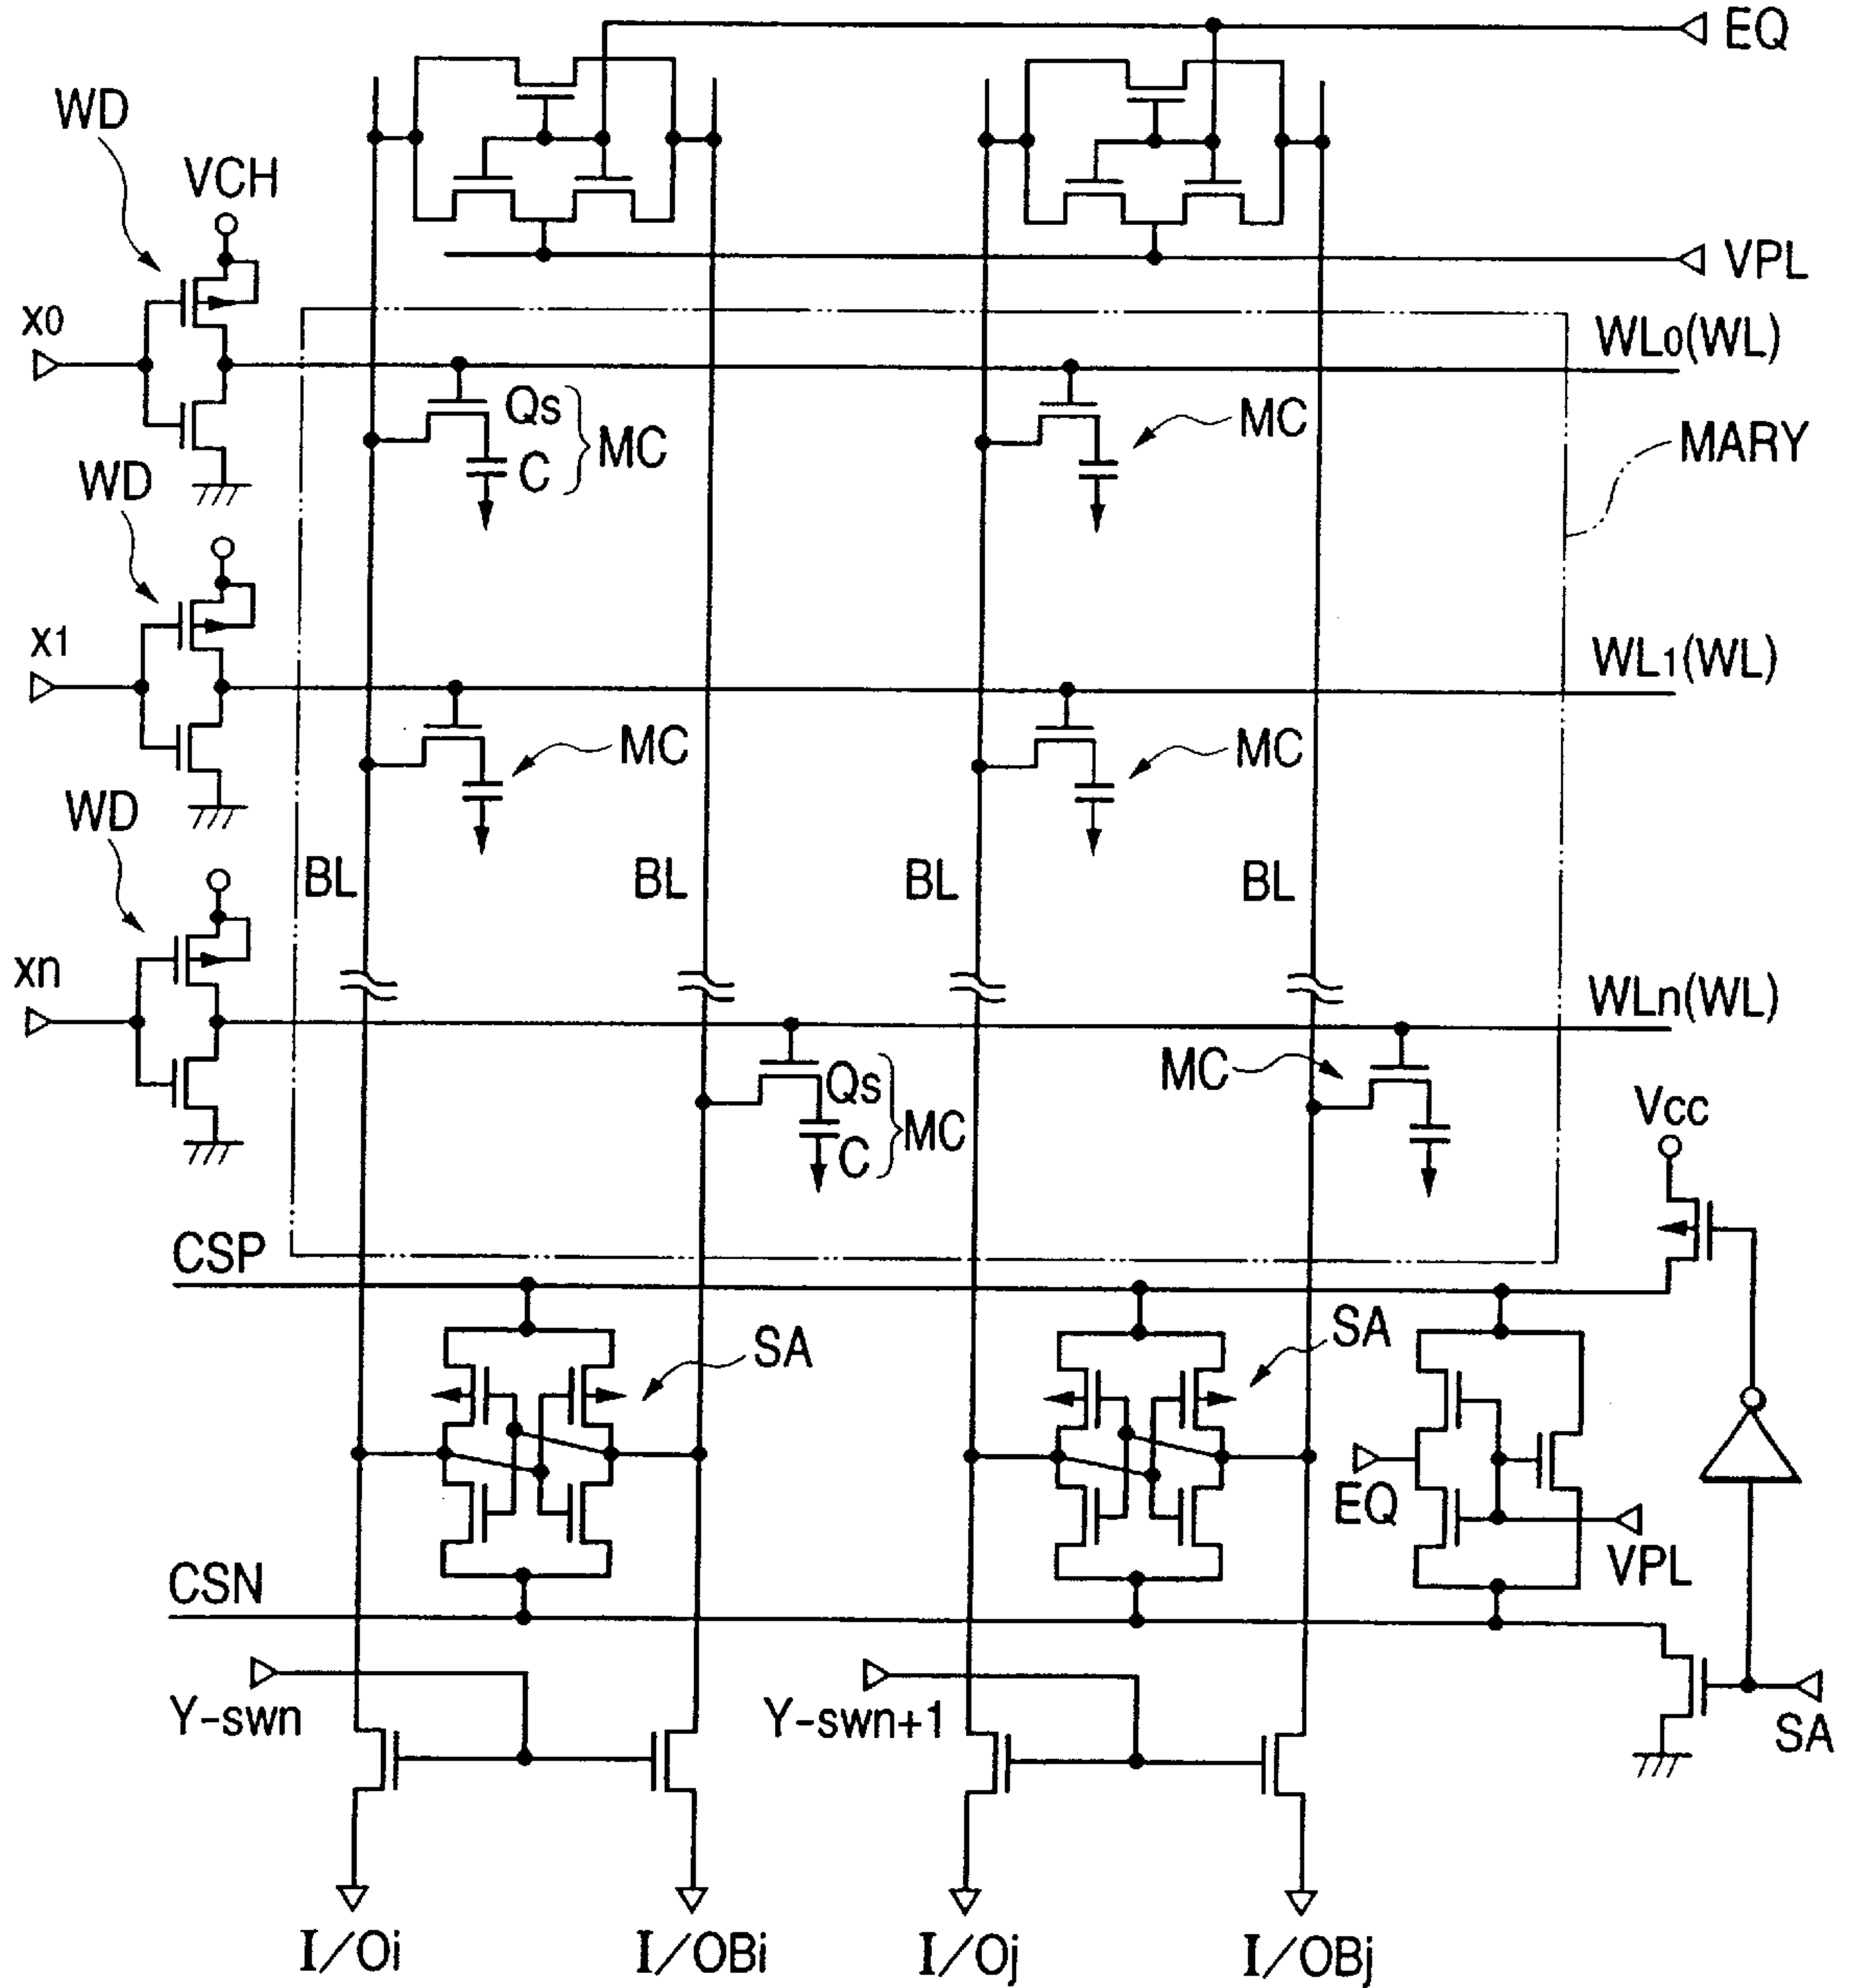 EQ
WD
VCH
VPL
x0
WL0(WL)
Qs
C
MC
MC
MARY
WD
x1
WL1(WL)
MC
MC
WD
BL
BL
BL
BL
xn
WLn(WL)
Qs
C
MC
MC
Vcc
CSP
SA
SA
EQ
VPL
CSN
Y-swn
Y-swn+1
SA
I/Oi
I/OBi
I/Oj
I/OBj